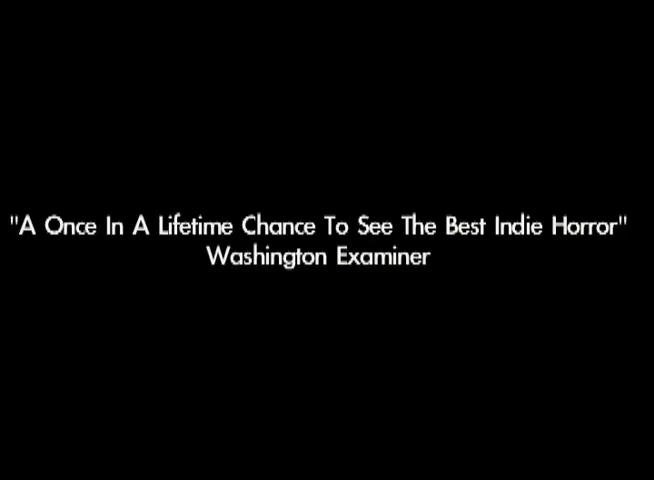 "A Once In A Lifetime Chance To See The Best Indie Horror"
Washington Examiner